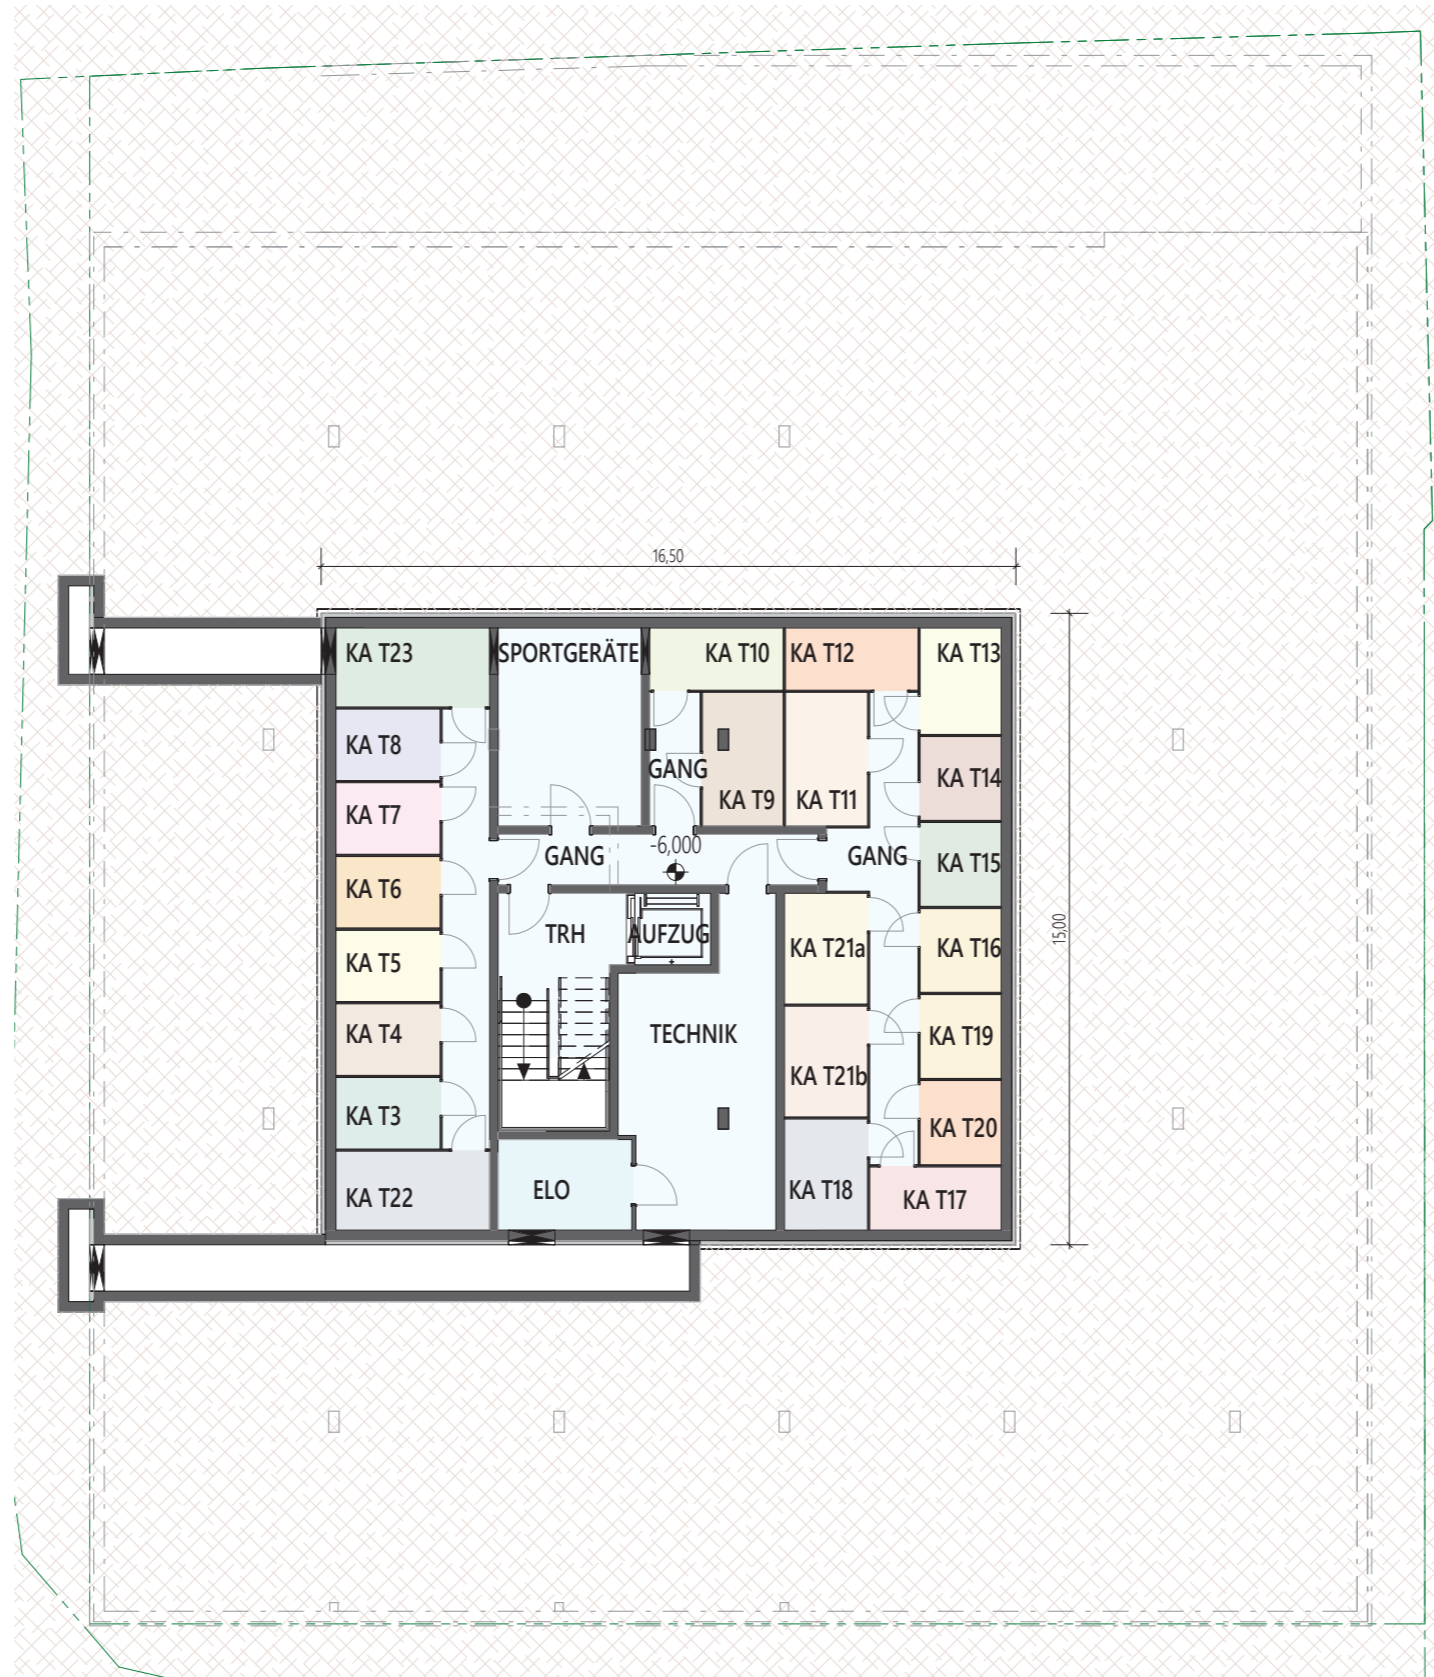 16,50
KA T23
SPORTGERÄTE
KA T10
KA T12
KA T13
KA T8
GANG
KA T14
KA T7
KA T9
KA T11
-6,000
GANG
GANG
KA T15
KA T6
15,00
TRH
AUFZUG
KA T21a
KA T16
KA T5
KA T4
TECHNIK
KA T19
KA T21b
KA T3
KA T20
ELO
KA T18
KA T22
KA T17